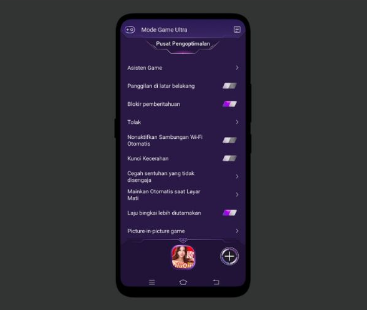 Mode Game Ultra
Pusat Pengoptimalan
Asisten Game
Panggilan di latar belakang
Blokir pemberitahuan
Tolak
Nonaktifkan Sambungan Wi-Fi
Otomatis
Kunci Kecerahan
Cegah sentuhan yang tidak
disengaja
Mainkan Otomatis saat Layar
Mati
Laju bingkai lebih diutamakan
Picture-in-picture game